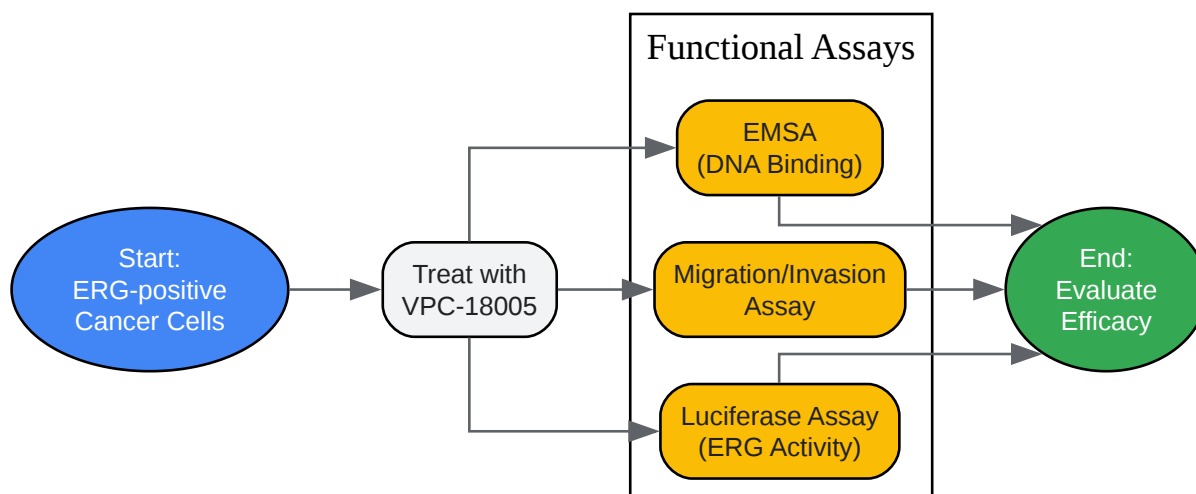 Functional Assays
EMSA
(DNA Binding)
Start:
ERG-positive
Cancer Cells
Treat with
VPC-18005
Migration/Invasion
Assay
End:
Evaluate
Efficacy
Luciferase Assay
(ERG Activity)